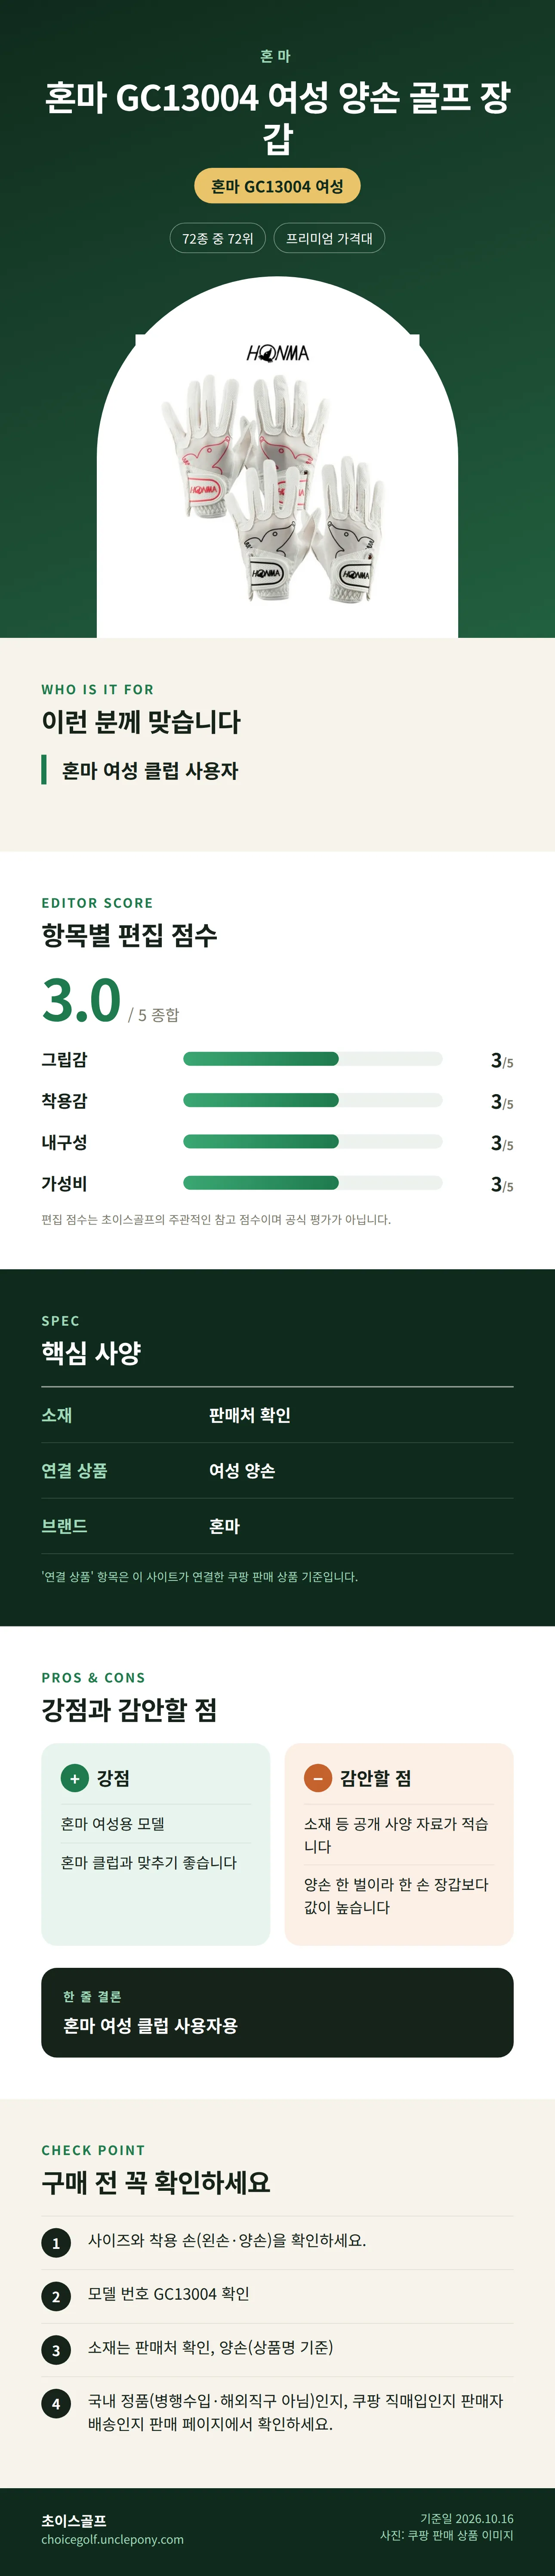 혼마
혼마 GC13004 여성 양손 골프 장
갑
혼마 GC13004 여성
72종 중 72위
프리미엄 가격대
HONMA
HONMA
HONMA
HONMA
HONMA
WHO IS IT FOR
이런 분께 맞습니다
혼마 여성 클럽 사용자
EDITOR SCORE
항목별 편집 점수
3.0 / 5 종합
그립감 3/5
착용감 3/5
내구성 3/5
가성비 3/5
편집 점수는 초이스골프의 주관적인 참고 점수이며 공식 평가가 아닙니다.
SPEC
핵심 사양
소재 판매처 확인
연결 상품 여성 양손
브랜드 혼마
'연결 상품' 항목은 이 사이트가 연결한 쿠팡 판매 상품 기준입니다.
PROS & CONS
강점과 감안할 점
+ 강점
혼마 여성용 모델
혼마 클럽과 맞추기 좋습니다
− 감안할 점
소재 등 공개 사양 자료가 적습
니다
양손 한 벌이라 한 손 장갑보다
값이 높습니다
한 줄 결론
혼마 여성 클럽 사용자용
CHECK POINT
구매 전 꼭 확인하세요
1 사이즈와 착용 손(왼손·양손)을 확인하세요.
2 모델 번호 GC13004 확인
3 소재는 판매처 확인, 양손(상품명 기준)
4 국내 정품(병행수입·해외직구 아님)인지, 쿠팡 직매입인지 판매자
배송인지 판매 페이지에서 확인하세요.
초이스골프
choicegolf.unclepony.com
기준일 2026.10.16
사진: 쿠팡 판매 상품 이미지